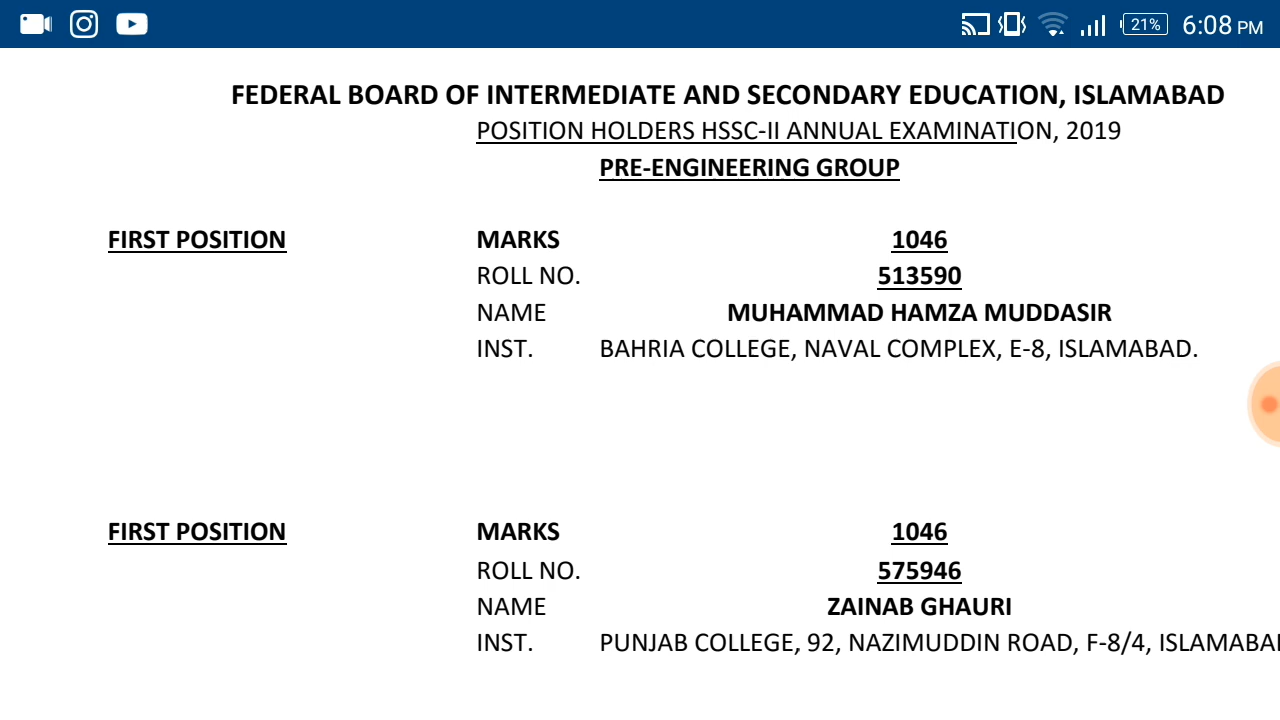 21% 6:08 PM
FEDERAL BOARD OF INTERMEDIATE AND SECONDARY EDUCATION, ISLAMABAD
POSITION HOLDERS HSSC-II ANNUAL EXAMINATION, 2019
PRE-ENGINEERING GROUP
FIRST POSITION MARKS 1046
ROLL NO. 513590
NAME MUHAMMAD HAMZA MUDDASIR
INST. BAHRIA COLLEGE, NAVAL COMPLEX, E-8, ISLAMABAD.
FIRST POSITION MARKS 1046
ROLL NO. 575946
NAME ZAINAB GHAURI
INST. PUNJAB COLLEGE, 92, NAZIMUDDIN ROAD, F-8/4,